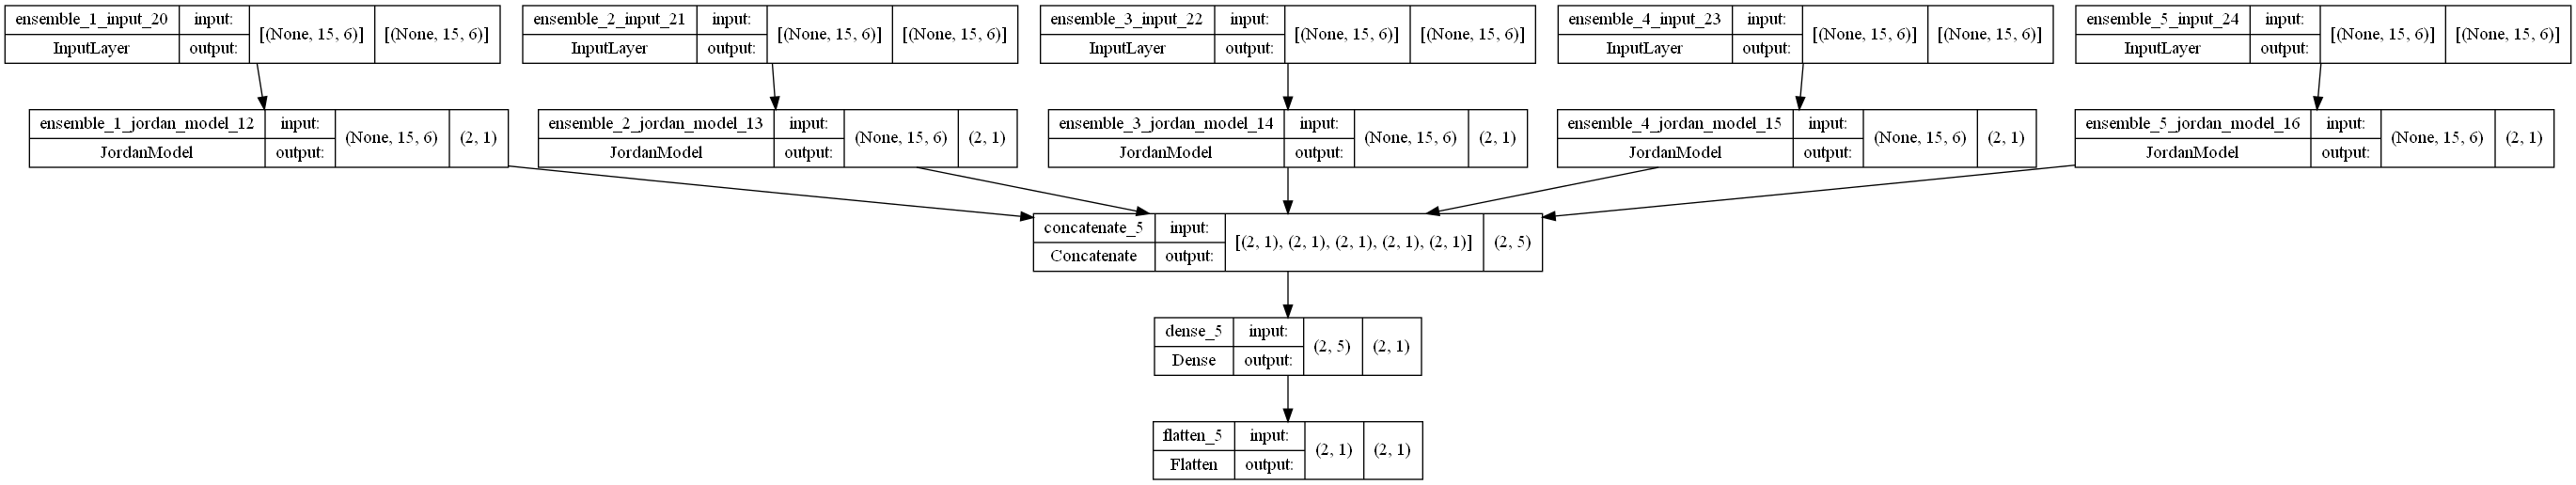 ensemble_1_input_20 input: [(None, 15, 6)] [(None, 15, 6)]
InputLayer output:
ensemble_2_input_21 input: [(None, 15, 6)] [(None, 15, 6)]
InputLayer output:
ensemble_3_input_22 input: [(None, 15, 6)] [(None, 15, 6)]
InputLayer output:
ensemble_4_input_23 input: [(None, 15, 6)] [(None, 15, 6)]
InputLayer output:
ensemble_5_input_24 input: [(None, 15, 6)] [(None, 15, 6)]
InputLayer output:
ensemble_1_jordan_model_12 input: (None, 15, 6) (2, 1)
JordanModel output:
ensemble_2_jordan_model_13 input: (None, 15, 6) (2, 1)
JordanModel output:
ensemble_3_jordan_model_14 input: (None, 15, 6) (2, 1)
JordanModel output:
ensemble_4_jordan_model_15 input: (None, 15, 6) (2, 1)
JordanModel output:
ensemble_5_jordan_model_16 input: (None, 15, 6) (2, 1)
JordanModel output:
concatenate_5 input: [(2, 1), (2, 1), (2, 1), (2, 1), (2, 1)] (2, 5)
Concatenate output:
dense_5 input: (2, 5) (2, 1)
Dense output:
flatten_5 input: (2, 1) (2, 1)
Flatten output: